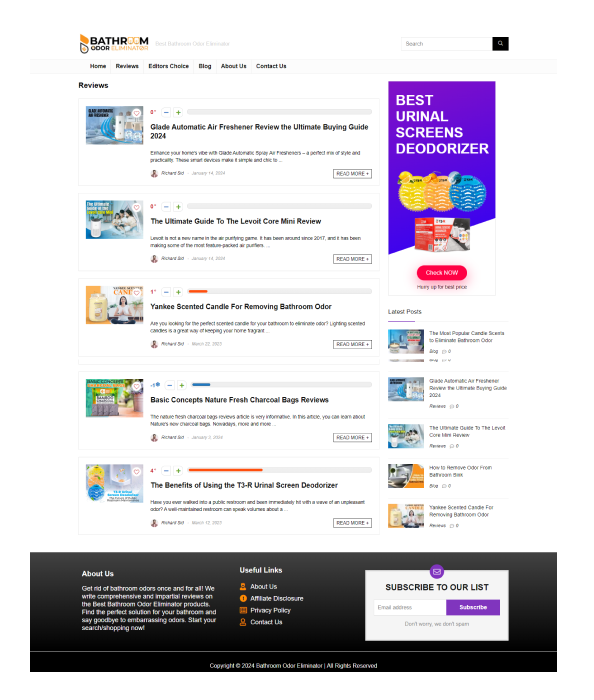 BATHROOM
ODOR ELIMINATOR
Best Bathroom Odor Eliminator
Search
Home Reviews Editors Choice Blog About Us Contact Us
Reviews
0°
Glade Automatic Air Freshener Review the Ultimate Buying Guide
2024
Enhance your home's vibe with Glade Automatic Spray Air Fresheners – a perfect mix of style and
practicality. These smart devices make it simple and chic to ...
Richard Sid January 14, 2024
READ MORE +
0°
The Ultimate Guide To The Levoit Core Mini Review
Levoit is not a new name in the air purifying game. It has been around since 2017, and it has been
making some of the most feature-packed air purifiers. ...
Richard Sid January 14, 2024
READ MORE +
1°
Yankee Scented Candle For Removing Bathroom Odor
Are you looking for the perfect scented candle for your bathroom to eliminate odor? Lighting scented
candles is a great way of keeping your home fragrant ...
Richard Sid March 22, 2023
READ MORE +
Basic Concepts Nature Fresh Charcoal Bags Reviews
The nature fresh charcoal bags reviews article is very informative. In this article, you can learn about
Nature's new charcoal bags. Nowadays, more and more ...
Richard Sid January 3, 2024
READ MORE +
4°
The Benefits of Using the T3-R Urinal Screen Deodorizer
Have you ever walked into a public restroom and been immediately hit with a wave of an unpleasant
odor? A well-maintained restroom can speak volumes about a ...
Richard Sid March 15, 2023
READ MORE +
BEST
URINAL
SCREENS
DEODORIZER
Check NOW
Hurry up for best price
Latest Posts
The Most Popular Candle Scents
to Eliminate Bathroom Odor
Blog 0
Glade Automatic Air Freshener
Review the Ultimate Buying Guide
2024
Reviews 0
The Ultimate Guide To The Levoit
Core Mini Review
Reviews 0
How to Remove Odor From
Bathroom Sink
Blog 0
Yankee Scented Candle For
Removing Bathroom Odor
Reviews 0
About Us
Get rid of bathroom odors once and for all! We
write comprehensive and impartial reviews on
the Best Bathroom Odor Eliminator products.
Find the perfect solution for your bathroom and
say goodbye to embarrassing odors. Start your
search/shopping now!
Useful Links
About Us
Affiliate Disclosure
Privacy Policy
Contact Us
SUBSCRIBE TO OUR LIST
Email address
Subscribe
Don't worry, we don't spam
Copyright © 2024 Bathroom Odor Eliminator | All Rights Reserved